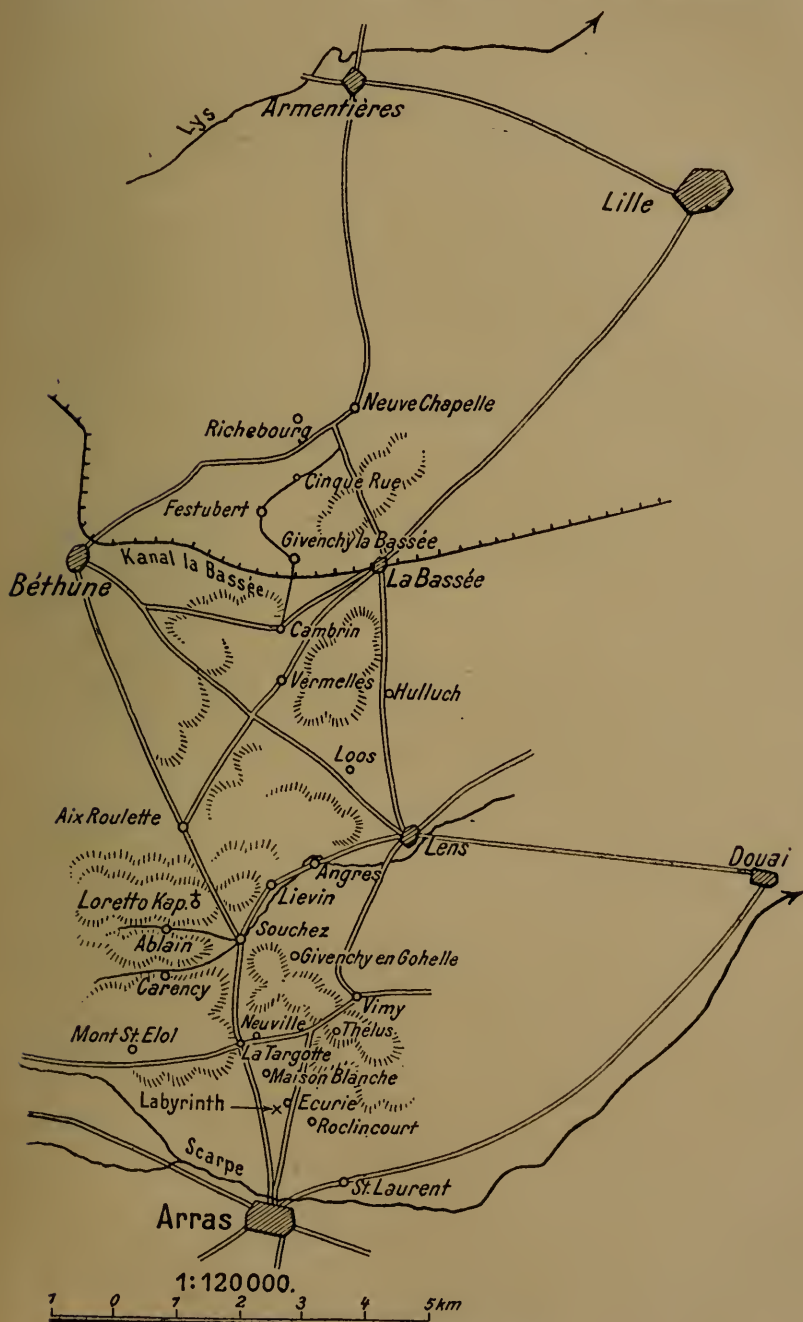 Lys
Armentières
Lille
Neuve Chapelle
Richebourg
Cinque Rue
Festubert
Givenchy la Bassée
Kanal la Bassée
Béthune
La Bassée
Cambrin
Vermelles
Hulluch
Loos
Aix Roulette
Lens
Douai
Angres
Lievin
Loretto Kap.
Souchez
Ablain
Givenchy en Gohelle
Carency
Vimy
Neuville
Thélus
Mont St. Elol
La Targotte
Maison Blanche
Labyrinth
Ecurie
Roclincourt
Scarpe
St. Laurent
Arras
1:120000.
1 0 1 2 3 4 5 km